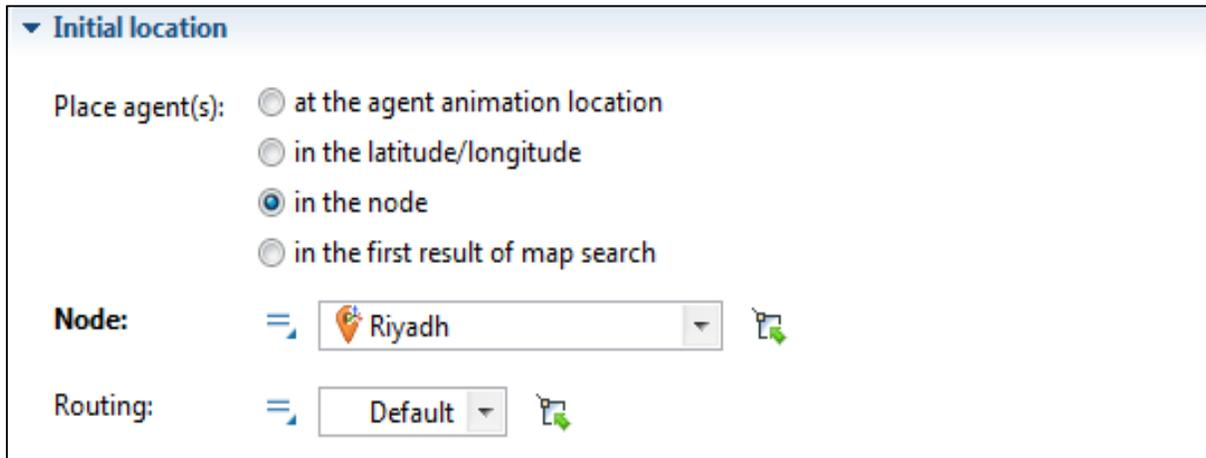 Initial location
Place agent(s): at the agent animation location
in the latitude/longitude
in the node
in the first result of map search
Node: Riyadh
Routing: Default